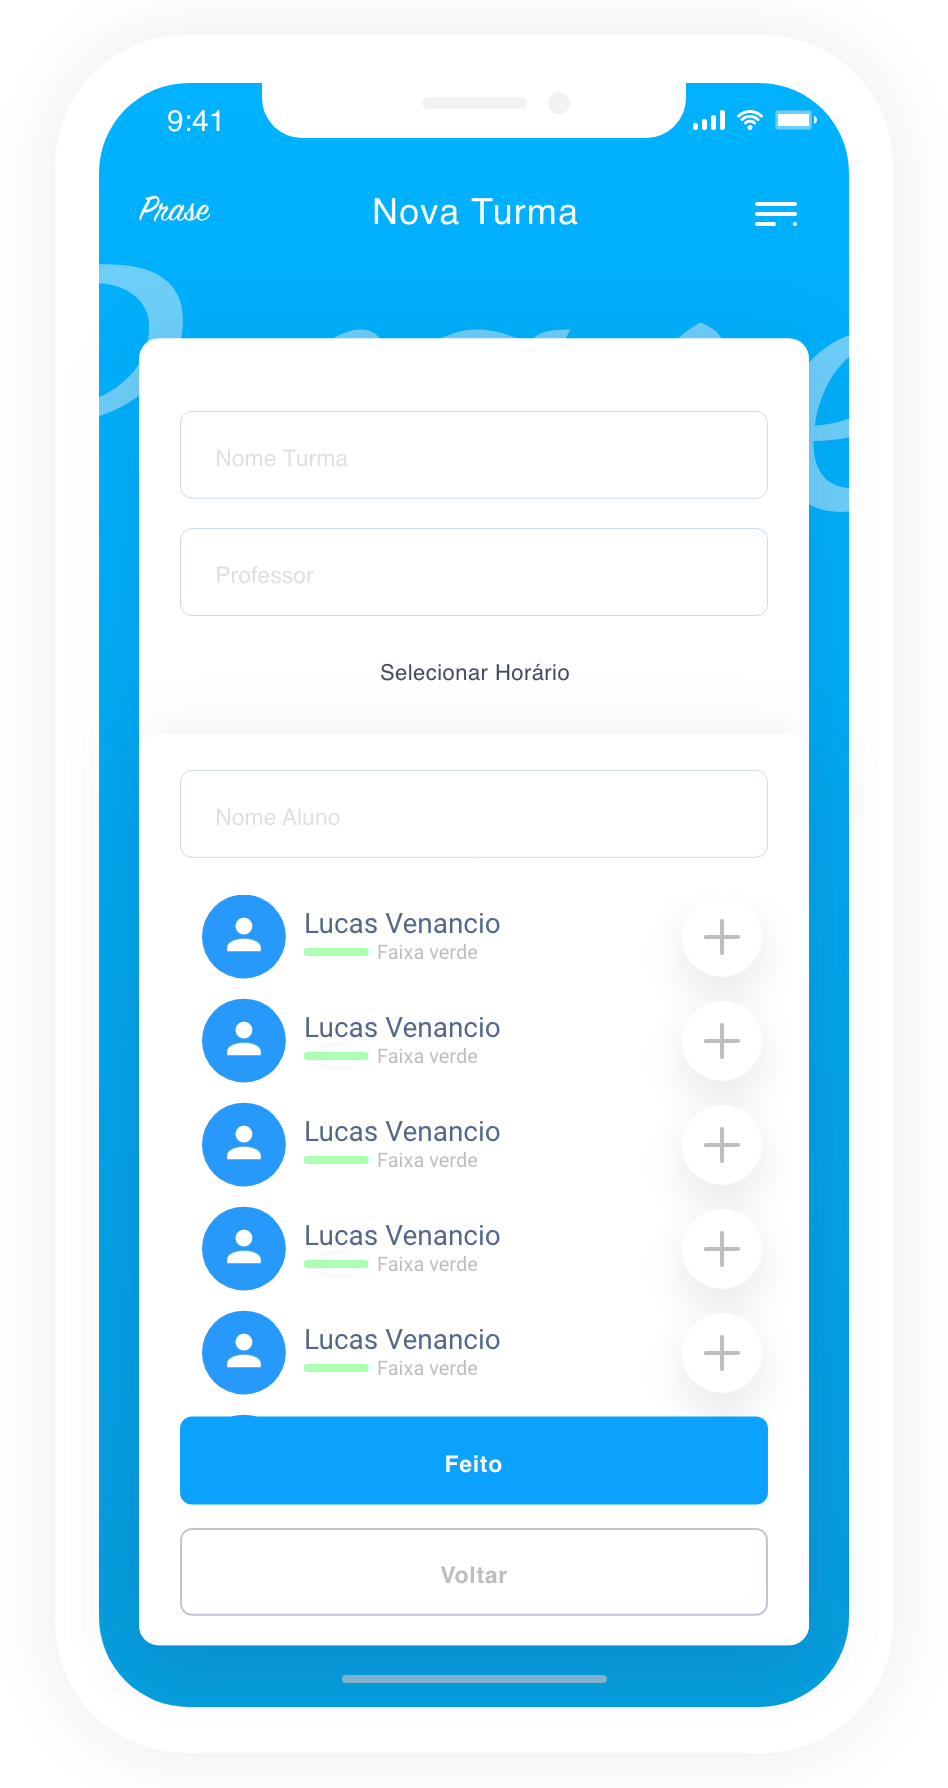 9:41
Prase
Nova Turma
Prase
Nome Turma
Professor
Selecionar Horário
Nome Aluno
Lucas Venancio
Faixa verde
Lucas Venancio
Faixa verde
Lucas Venancio
Faixa verde
Lucas Venancio
Faixa verde
Lucas Venancio
Faixa verde
Feito
Voltar